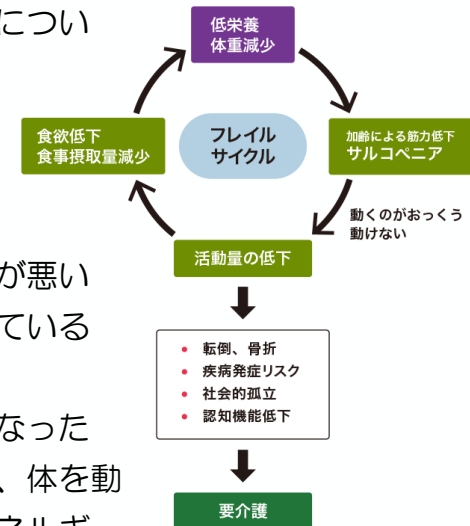 につい
が悪い
ている
なった
、体を動
ネルギ
低栄養
体重減少
食欲低下
食事摂取量減少
フレイル
サイクル
加齢による筋力低下
サルコペニア
動くのがおっくう
動けない
活動量の低下
• 転倒、骨折
• 疾病発症リスク
• 社会的孤立
• 認知機能低下
要介護